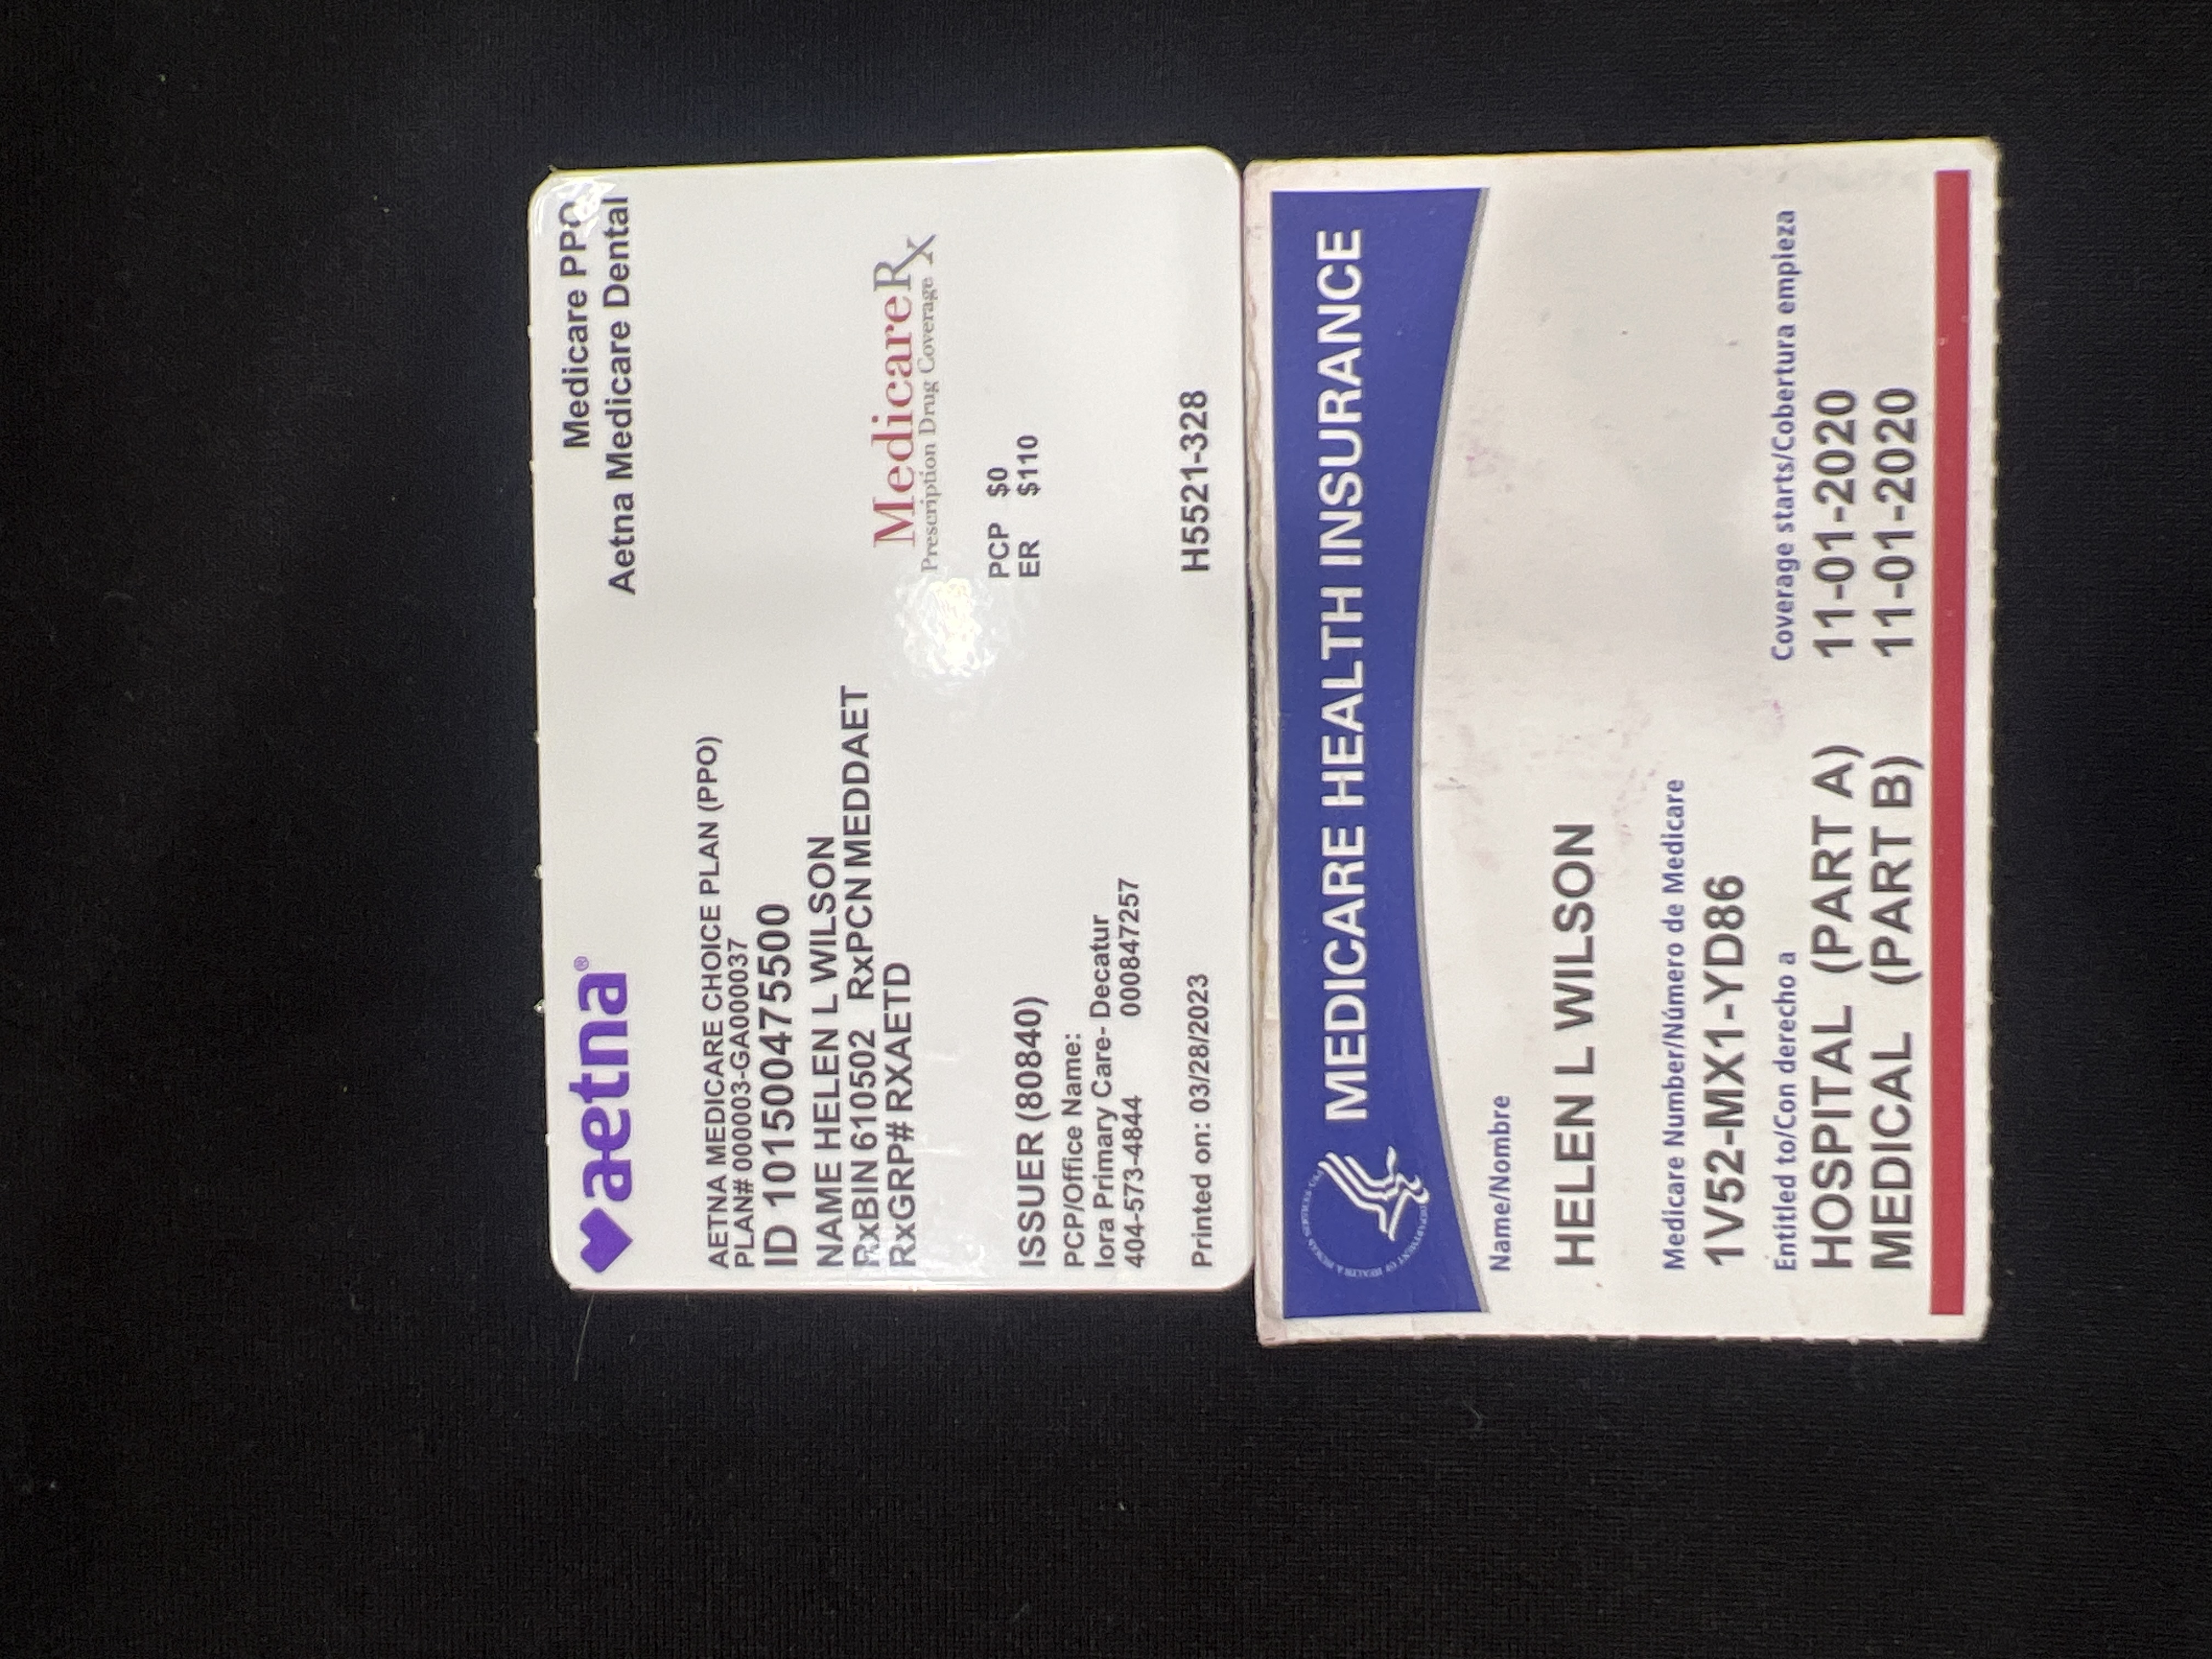 aetna®
Medicare PPO
Aetna Medicare Dental
AETNA MEDICARE CHOICE PLAN (PPO)
PLAN# 000003-GA000037
ID 101500475500
NAME HELEN L WILSON
RxBIN 610502 RxPCN MEDDAET
RxGRP# RXAETD
MedicareRx
Prescription Drug Coverage
PCP $0
ER $110
ISSUER (80840)
PCP/Office Name:
Iora Primary Care- Decatur
404-573-4844 000847257
Printed on: 03/28/2023
H5521-328
MEDICARE HEALTH INSURANCE
Name/Nombre
HELEN L WILSON
Medicare Number/Número de Medicare
1V52-MX1-YD86
Entitled to/Con derecho a
Coverage starts/Cobertura empieza
HOSPITAL (PART A) 11-01-2020
MEDICAL (PART B) 11-01-2020